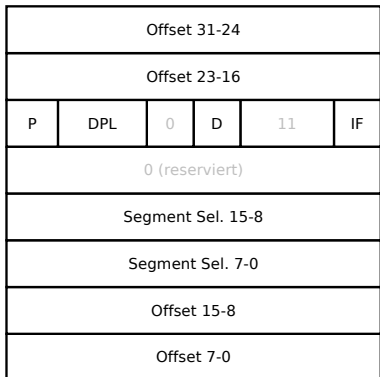 Offset 31-24
Offset 23-16
P DPL 0 D 11 IF
0 (reserviert)
Segment Sel. 15-8
Segment Sel. 7-0
Offset 15-8
Offset 7-0